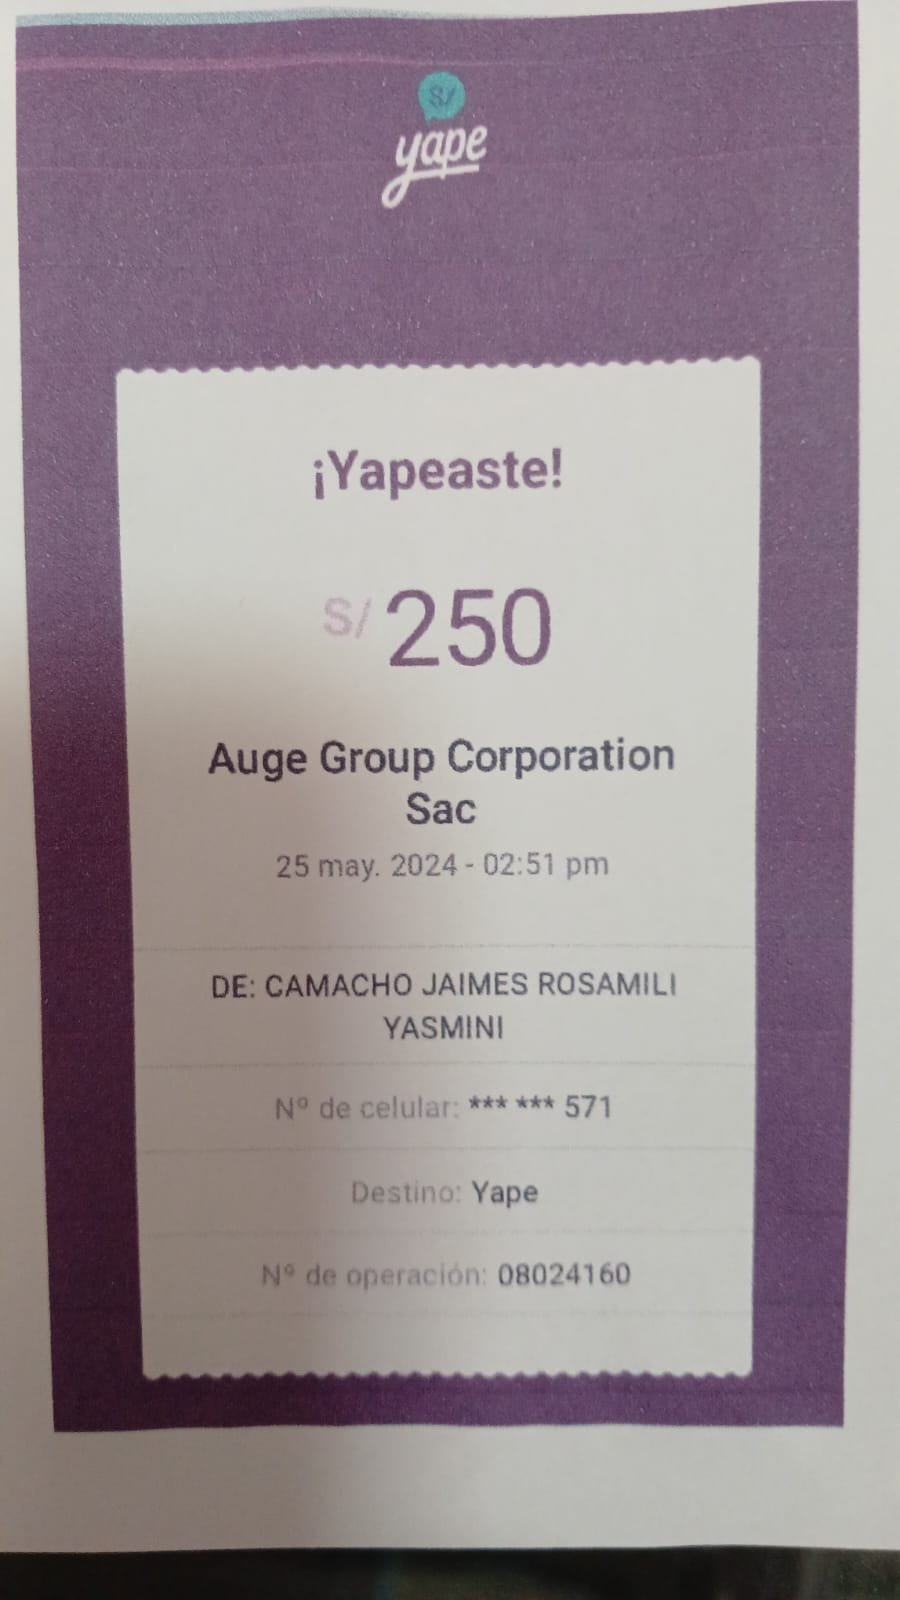 S/
yape
¡Yapeaste!
S/ 250
Auge Group Corporation
Sac
25 may. 2024 - 02:51 pm
DE: CAMACHO JAIMES ROSAMILI
YASMINI
Nº de celular: *** *** 571
Destino: Yape
Nº de operación: 08024160